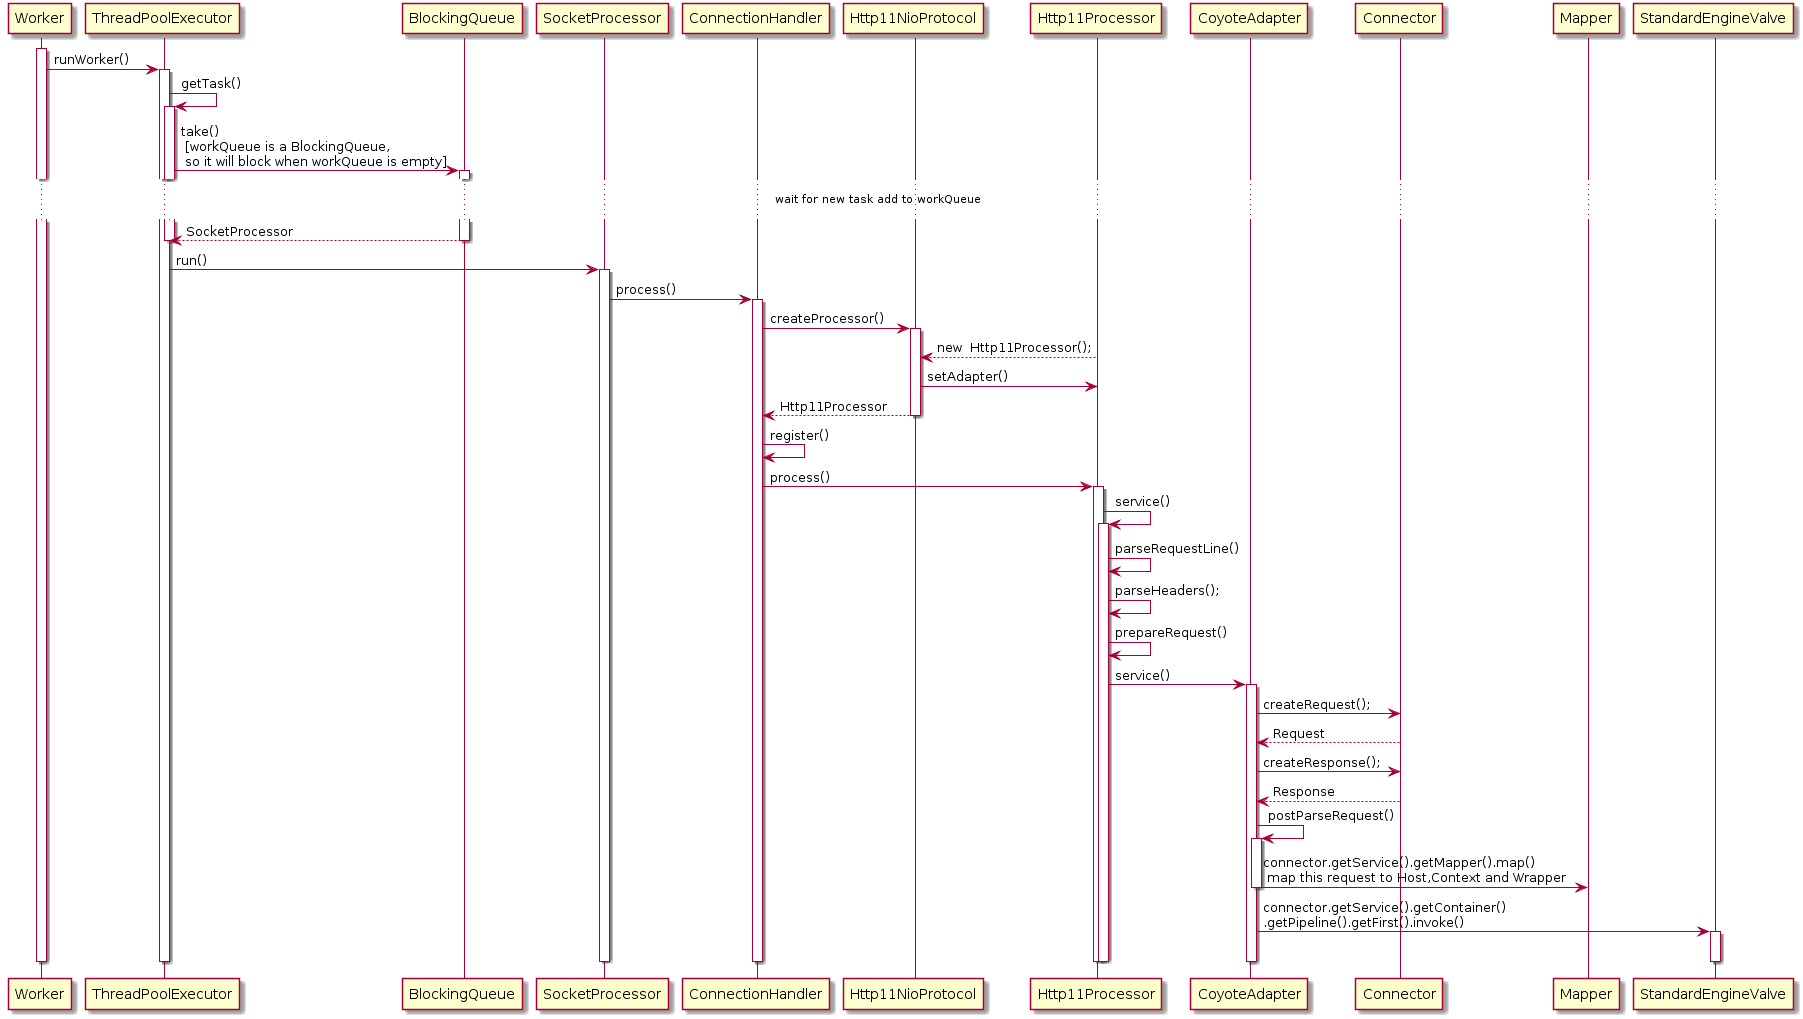 Worker
ThreadPoolExecutor
BlockingQueue
SocketProcessor
ConnectionHandler
Http11NioProtocol
Http11Processor
CoyoteAdapter
Connector
Mapper
StandardEngineValve
runWorker()
getTask()
take()
[workQueue is a BlockingQueue,
so it will block when workQueue is empty]
wait for new task add to workQueue
SocketProcessor
run()
process()
createProcessor()
new  Http11Processor();
setAdapter()
Http11Processor
register()
process()
service()
parseRequestLine()
parseHeaders();
prepareRequest()
service()
createRequest();
Request
createResponse();
Response
postParseRequest()
connector.getService().getMapper().map()
map this request to Host,Context and Wrapper
connector.getService().getContainer()
.getPipeline().getFirst().invoke()
Worker
ThreadPoolExecutor
BlockingQueue
SocketProcessor
ConnectionHandler
Http11NioProtocol
Http11Processor
CoyoteAdapter
Connector
Mapper
StandardEngineValve